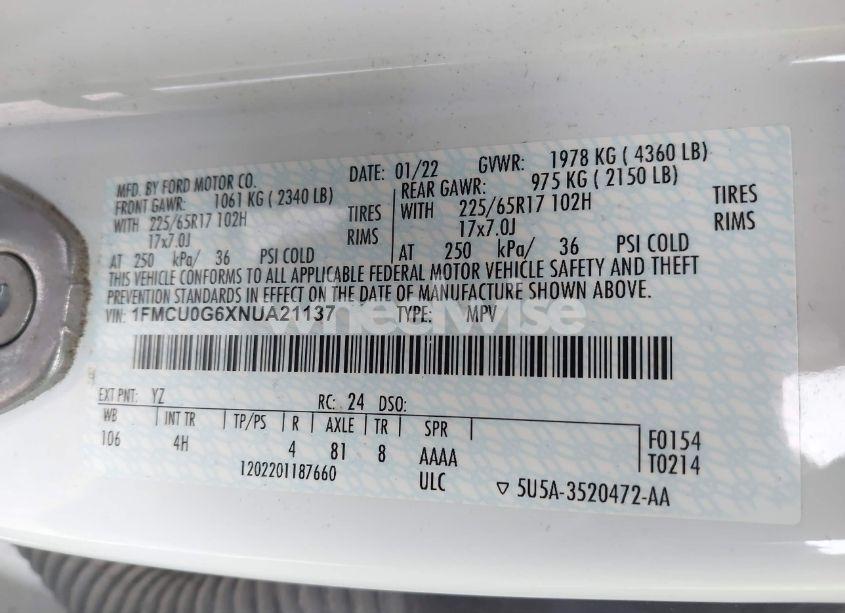 MFD. BY FORD MOTOR CO. DATE: 01/22 GVWR: 1978 KG ( 4360 LB)
FRONT GAWR: 1061 KG ( 2340 LB) REAR GAWR: 975 KG ( 2150 LB)
WITH 225/65R17 102H TIRES WITH 225/65R17 102H TIRES
17x7.0J RIMS 17x7.0J RIMS
AT 250 kPa/ 36 PSI COLD AT 250 kPa/ 36 PSI COLD
THIS VEHICLE CONFORMS TO ALL APPLICABLE FEDERAL MOTOR VEHICLE SAFETY AND THEFT
PREVENTION STANDARDS IN EFFECT ON THE DATE OF MANUFACTURE SHOWN ABOVE.
VIN: 1FMCU0G6XNUA21137 TYPE: MPV
wheawise
EXT PNT: YZ RC: 24 DSO:
WB INT TR TP/PS R AXLE TR SPR
106 4H 4 81 8 AAAA
F0154
T0214
1202201187660 ULC 5U5A-3520472-AA